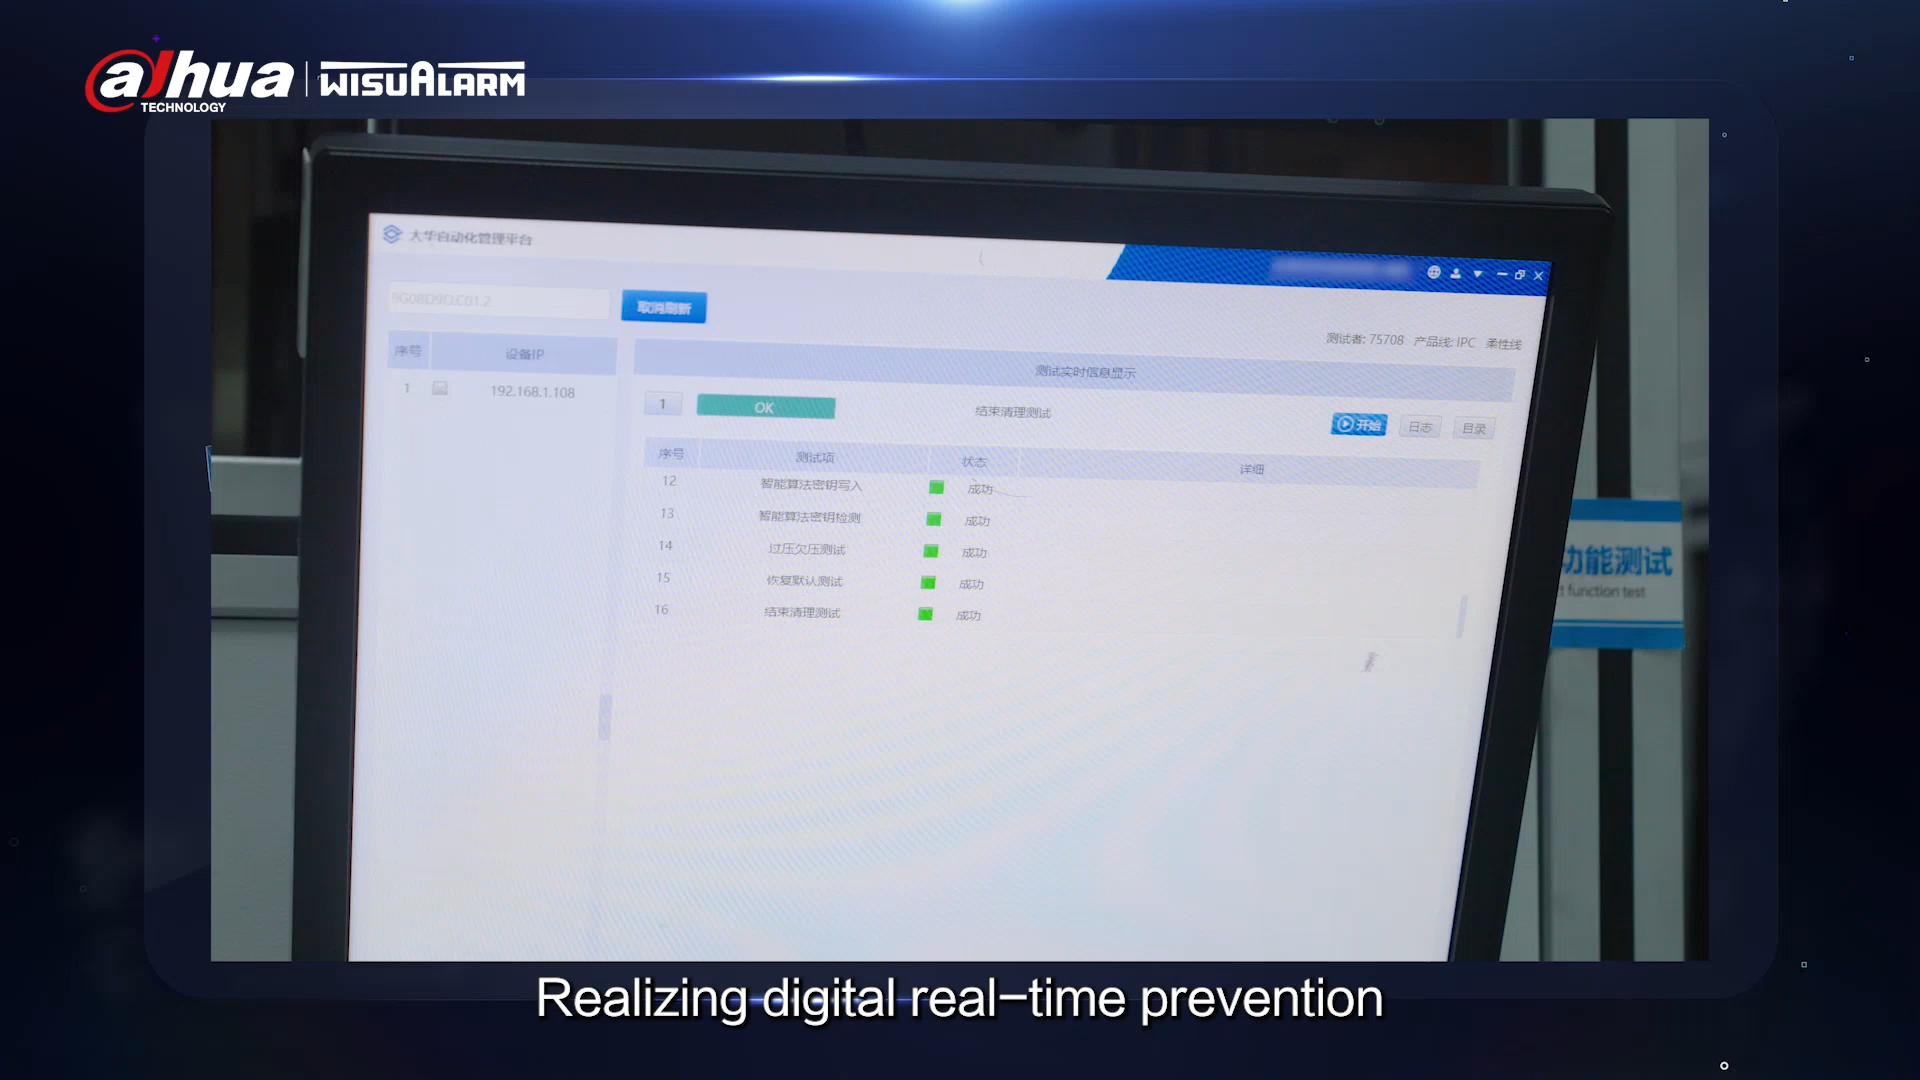 alhua
TECHNOLOGY
WISUALARM
大华自动化管理平台
取消刷新
测试者: 75708 产品线: IPC 柔性线
序号 设备IP
1 192.168.1.108
测试实时信息显示
1 OK 结束清理测试 开始 日志 目录
序号 测试项 状态 详细
12 智能算法密钥写入 成功
13 智能算法密钥检测 成功
14 过压欠压测试 成功
15 恢复默认测试 成功
16 结束清理测试 成功
功能测试
function test
Realizing digital real-time prevention